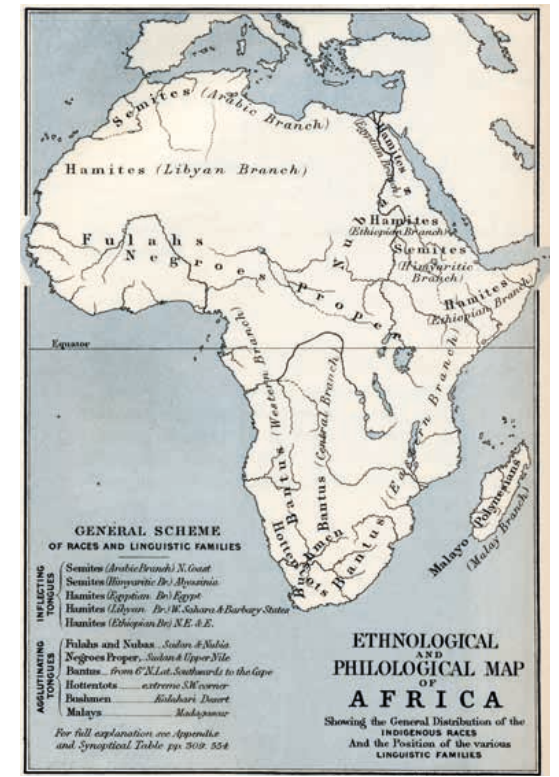 Semites (Arabic Branch)
Hamites (Libyan Branch)
Hamites
(Egyptian Branch)
Nubas
Hamites
(Ethiopian Branch)
Semites
(Himyaritic
Branch)
Hamites
(Ethiopian Branch)
Fulahs
Negroes Proper
Equator
Bantus (Western Branch)
Bantus (Central Branch)
Bantus (Eastern Branch)
Hottentots
Bushmen
Malayo Polynesians
(Malay Branch)
GENERAL SCHEME
OF RACES AND LINGUISTIC FAMILIES
INFLECTING
TONGUES
Semites (Arabic Branch) N. Coast
Semites (Himyaritic Br.) Abyssinia
Hamites (Egyptian Br.) Egypt
Hamites (Libyan Br.) W. Sahara & Barbary States
Hamites (Ethiopian Br.) N.E. & E.
AGGLUTINATING
TONGUES
Fulahs and Nubas Sudan & Nubia
Negroes Proper, Sudan & Upper Nile
Bantus from 6° N. Lat. Southwards to the Cape
Hottentots extreme S.W. corner
Bushmen Kalahari Desert
Malays Madagascar
For full explanation see Appendix
and Synoptical Table pp. 509. 554
ETHNOLOGICAL
AND
PHILOLOGICAL MAP
OF
AFRICA
Showing the General Distribution of the
INDIGENOUS RACES
And the Position of the various
LINGUISTIC FAMILIES